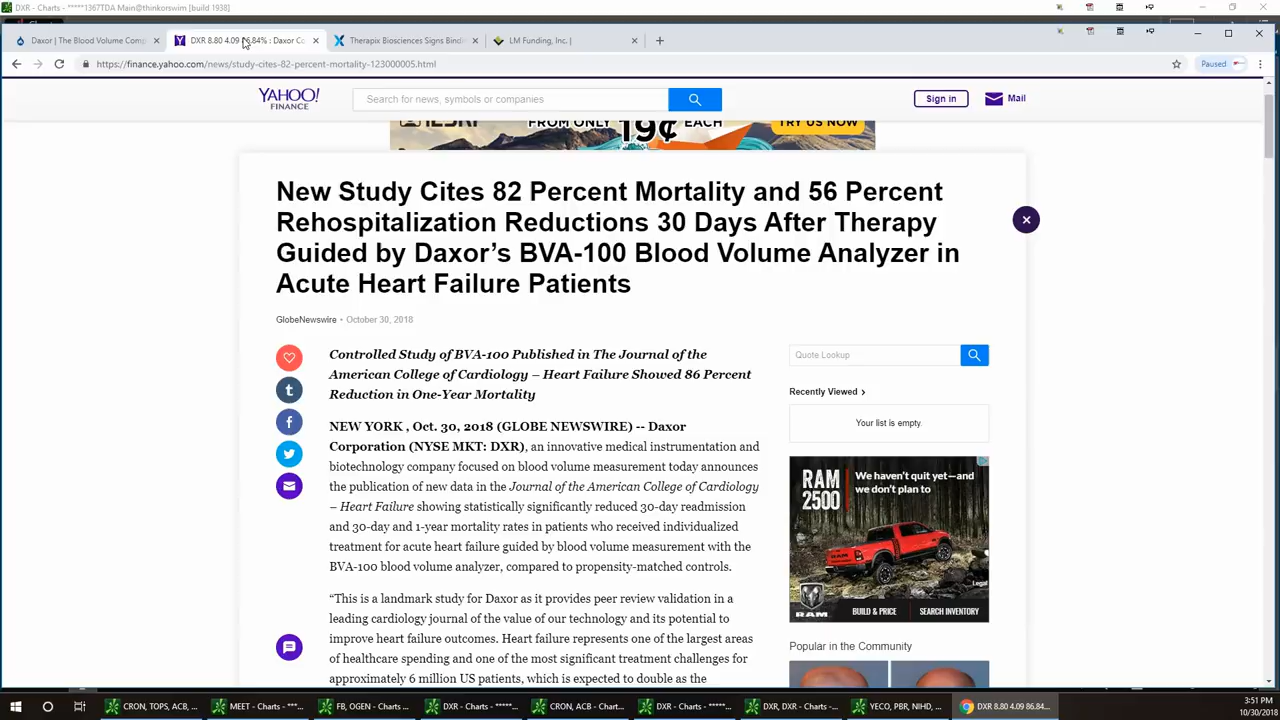 DXR - Charts - *****1367TDA Main@thinkorswim [build 1938]
Daxor | The Blood Volume Comp
DXR 8.80 4.09 86.84% : Daxor Co
Therapix Biosciences Signs Bindi
LM Funding, Inc. |
https://finance.yahoo.com/news/study-cites-82-percent-mortality-123000005.html
Paused
YAHOO!
FINANCE
Search for news, symbols or companies
Sign in
Mail
FROM ONLY 19¢ EACH
TRY US NOW
New Study Cites 82 Percent Mortality and 56 Percent
Rehospitalization Reductions 30 Days After Therapy
Guided by Daxor’s BVA-100 Blood Volume Analyzer in
Acute Heart Failure Patients
GlobeNewswire • October 30, 2018
Controlled Study of BVA-100 Published in The Journal of the
American College of Cardiology – Heart Failure Showed 86 Percent
Reduction in One-Year Mortality
NEW YORK , Oct. 30, 2018 (GLOBE NEWSWIRE) -- Daxor
Corporation (NYSE MKT: DXR), an innovative medical instrumentation and
biotechnology company focused on blood volume measurement today announces
the publication of new data in the Journal of the American College of Cardiology
– Heart Failure showing statistically significantly reduced 30-day readmission
and 30-day and 1-year mortality rates in patients who received individualized
treatment for acute heart failure guided by blood volume measurement with the
BVA-100 blood volume analyzer, compared to propensity-matched controls.
“This is a landmark study for Daxor as it provides peer review validation in a
leading cardiology journal of the value of our technology and its potential to
improve heart failure outcomes. Heart failure represents one of the largest areas
of healthcare spending and one of the most significant treatment challenges for
approximately 6 million US patients, which is expected to double as the
Quote Lookup
Recently Viewed
Your list is empty.
RAM
2500
We haven't quit yet—and
we don't plan to
Legal
RAM
BUILD & PRICE
SEARCH INVENTORY
Popular in the Community
CRON, TOPS, ACB, ...
MEET - Charts - ***...
FB, OGEN - Charts ...
DXR - Charts - *****...
CRON, ACB - Charts ...
DXR - Charts - *****...
DXR, DXR - Charts ...
YECO, PBR, NIHD, ...
DXR 8.80 4.09 86.84...
3:51 PM
10/30/2018